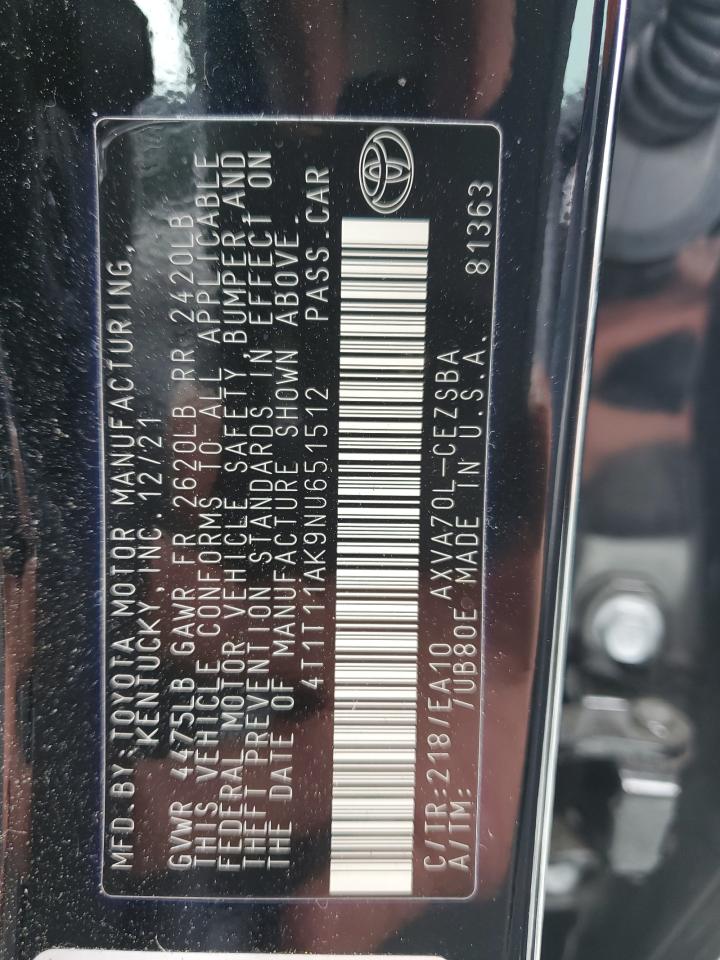 MFD. BY: TOYOTA MOTOR MANUFACTURING,
KENTUCKY, INC. 12/21
GVWR 4475LB GAWR FR 2620LB RR 2420LB
THIS VEHICLE CONFORMS TO ALL APPLICABLE
FEDERAL MOTOR VEHICLE SAFETY, BUMPER, AND
THEFT PREVENTION STANDARDS IN EFFECT ON
THE DATE OF MANUFACTURE SHOWN ABOVE.
4T1T11AK9NU651512 PASS. CAR
C/TR:218/EA10 AXVA70L-CEZSBA
A/TM: /UB80E MADE IN U.S.A. 81363